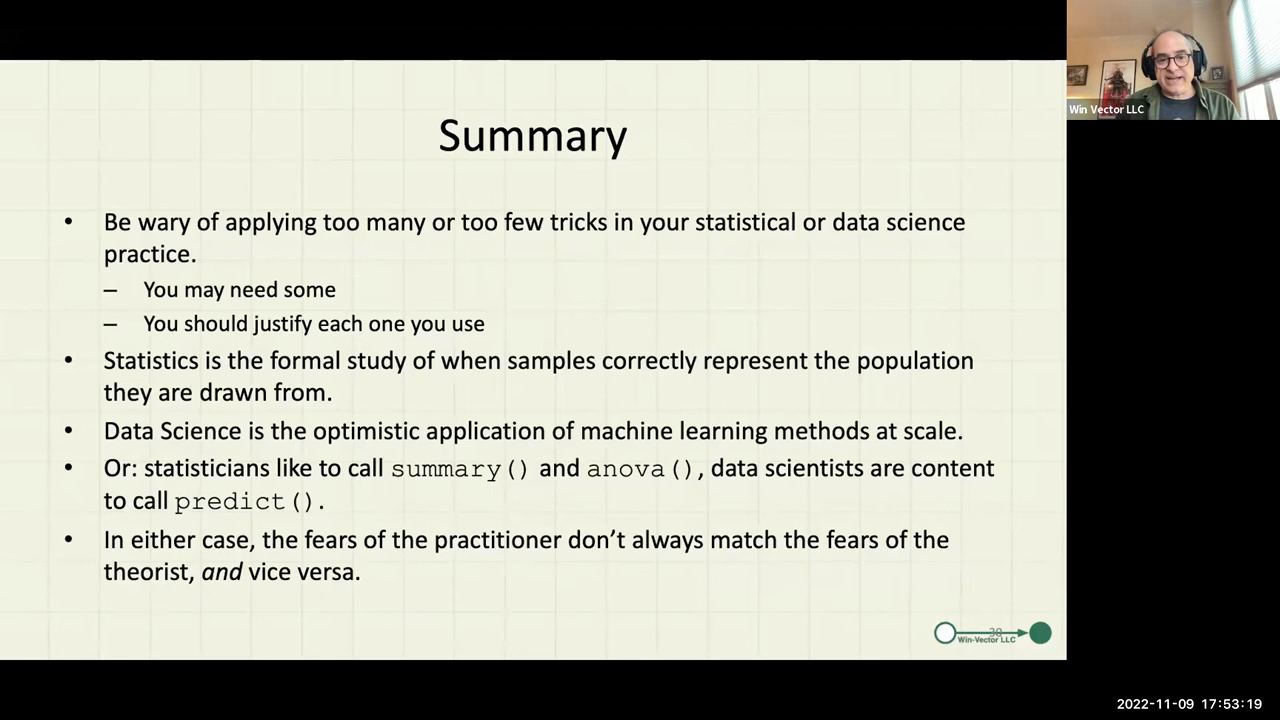 Summary
• Be wary of applying too many or too few tricks in your statistical or data science
practice.
– You may need some
– You should justify each one you use
• Statistics is the formal study of when samples correctly represent the population
they are drawn from.
• Data Science is the optimistic application of machine learning methods at scale.
• Or: statisticians like to call summary() and anova(), data scientists are content
to call predict().
• In either case, the fears of the practitioner don’t always match the fears of the
theorist, and vice versa.
Win-Vector LLC
Win Vector LLC
2022-11-09 17:53:19